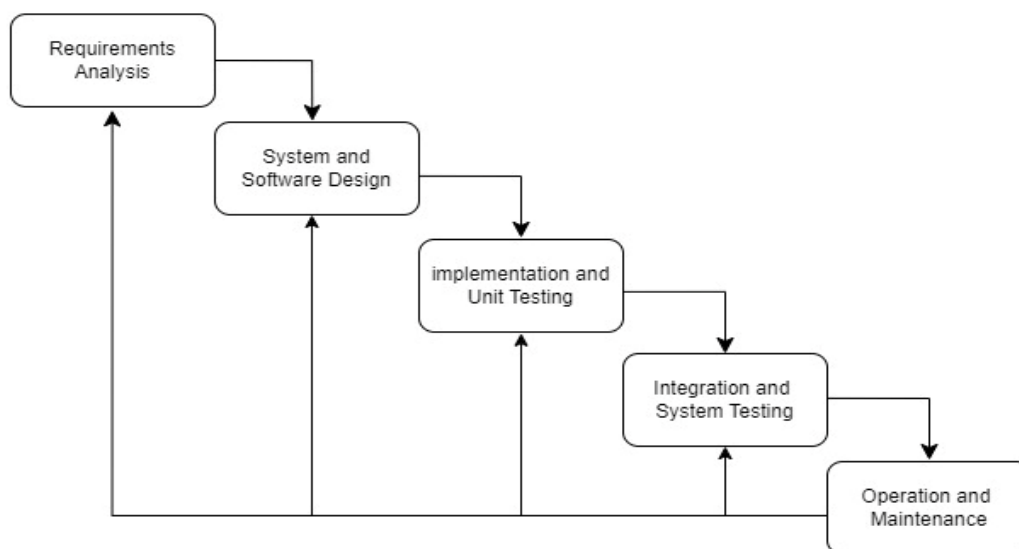 Requirements
Analysis
System and
Software Design
implementation and
Unit Testing
Integration and
System Testing
Operation and
Maintenance